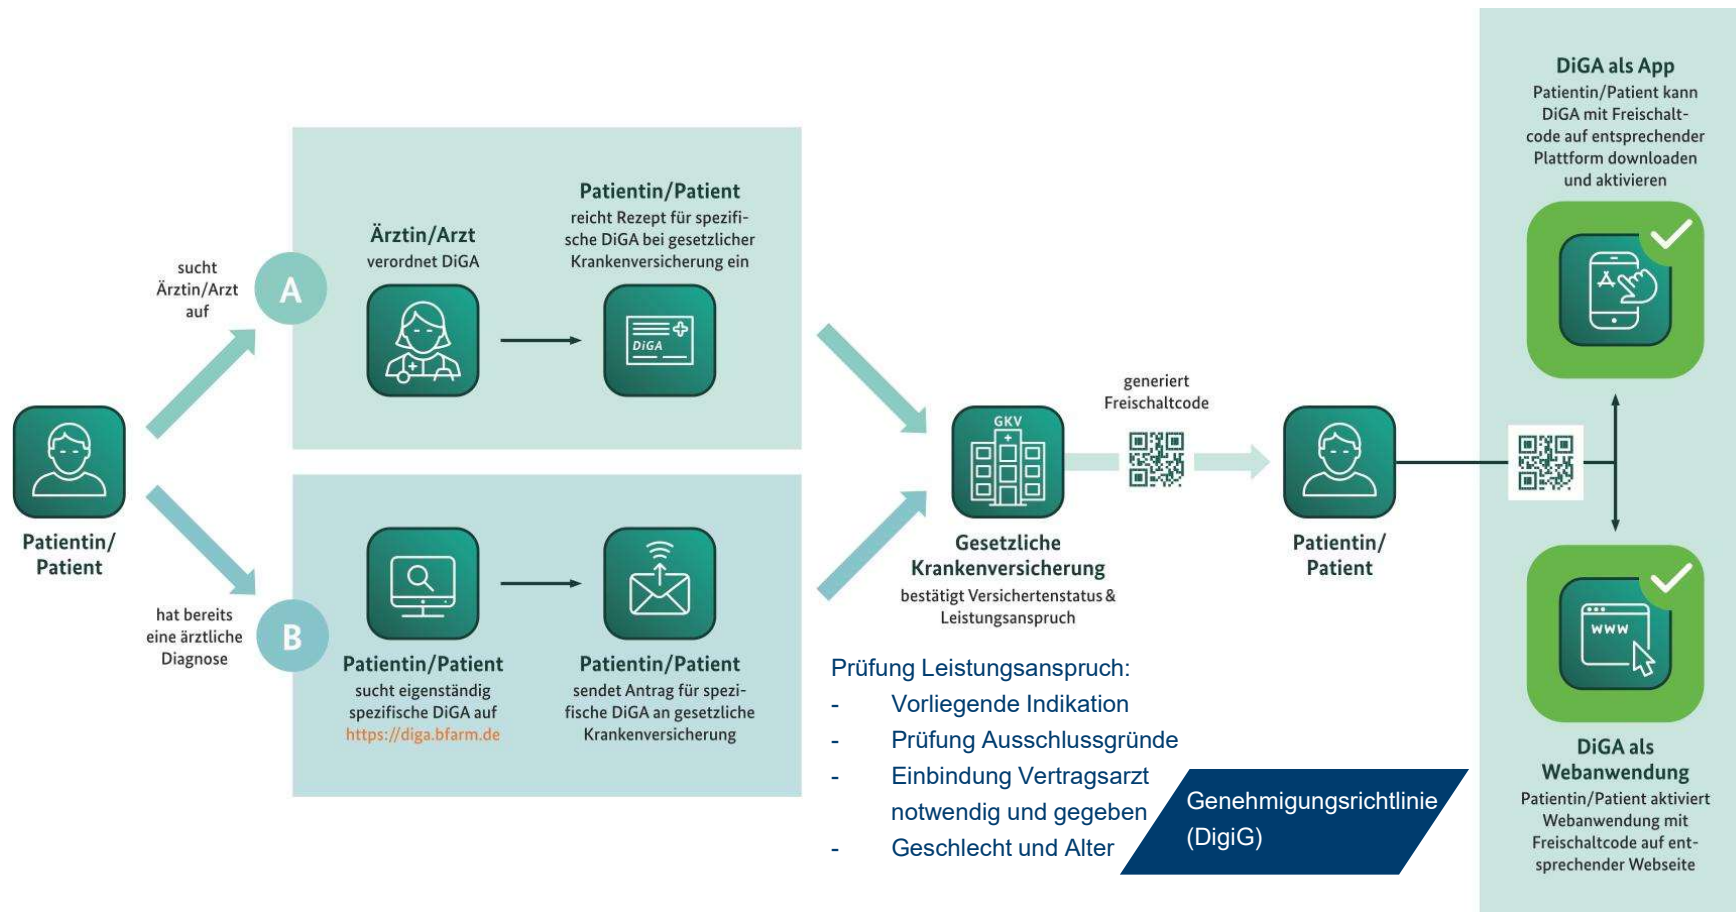 Patientin/
Patient
sucht
Ärztin/Arzt
auf
A
Ärztin/Arzt
verordnet DiGA
Patientin/Patient
reicht Rezept für spezifi-
sche DiGA bei gesetzlicher
Krankenversicherung ein
DiGA
hat bereits
eine ärztliche
Diagnose
B
Patientin/Patient
sucht eigenständig
spezifische DiGA auf
https://diga.bfarm.de
Patientin/Patient
sendet Antrag für spezi-
fische DiGA an gesetzliche
Krankenversicherung
GKV
Gesetzliche
Krankenversicherung
bestätigt Versichertenstatus &
Leistungsanspruch
Prüfung Leistungsanspruch:
- Vorliegende Indikation
- Prüfung Ausschlussgründe
- Einbindung Vertragsarzt
notwendig und gegeben
- Geschlecht und Alter
Genehmigungsrichtlinie
(DigiG)
generiert
Freischaltcode
Patientin/
Patient
DiGA als App
Patientin/Patient kann
DiGA mit Freischalt-
code auf entsprechender
Plattform downloaden
und aktivieren
www
DiGA als
Webanwendung
Patientin/Patient aktiviert
Webanwendung mit
Freischaltcode auf ent-
sprechender Webseite